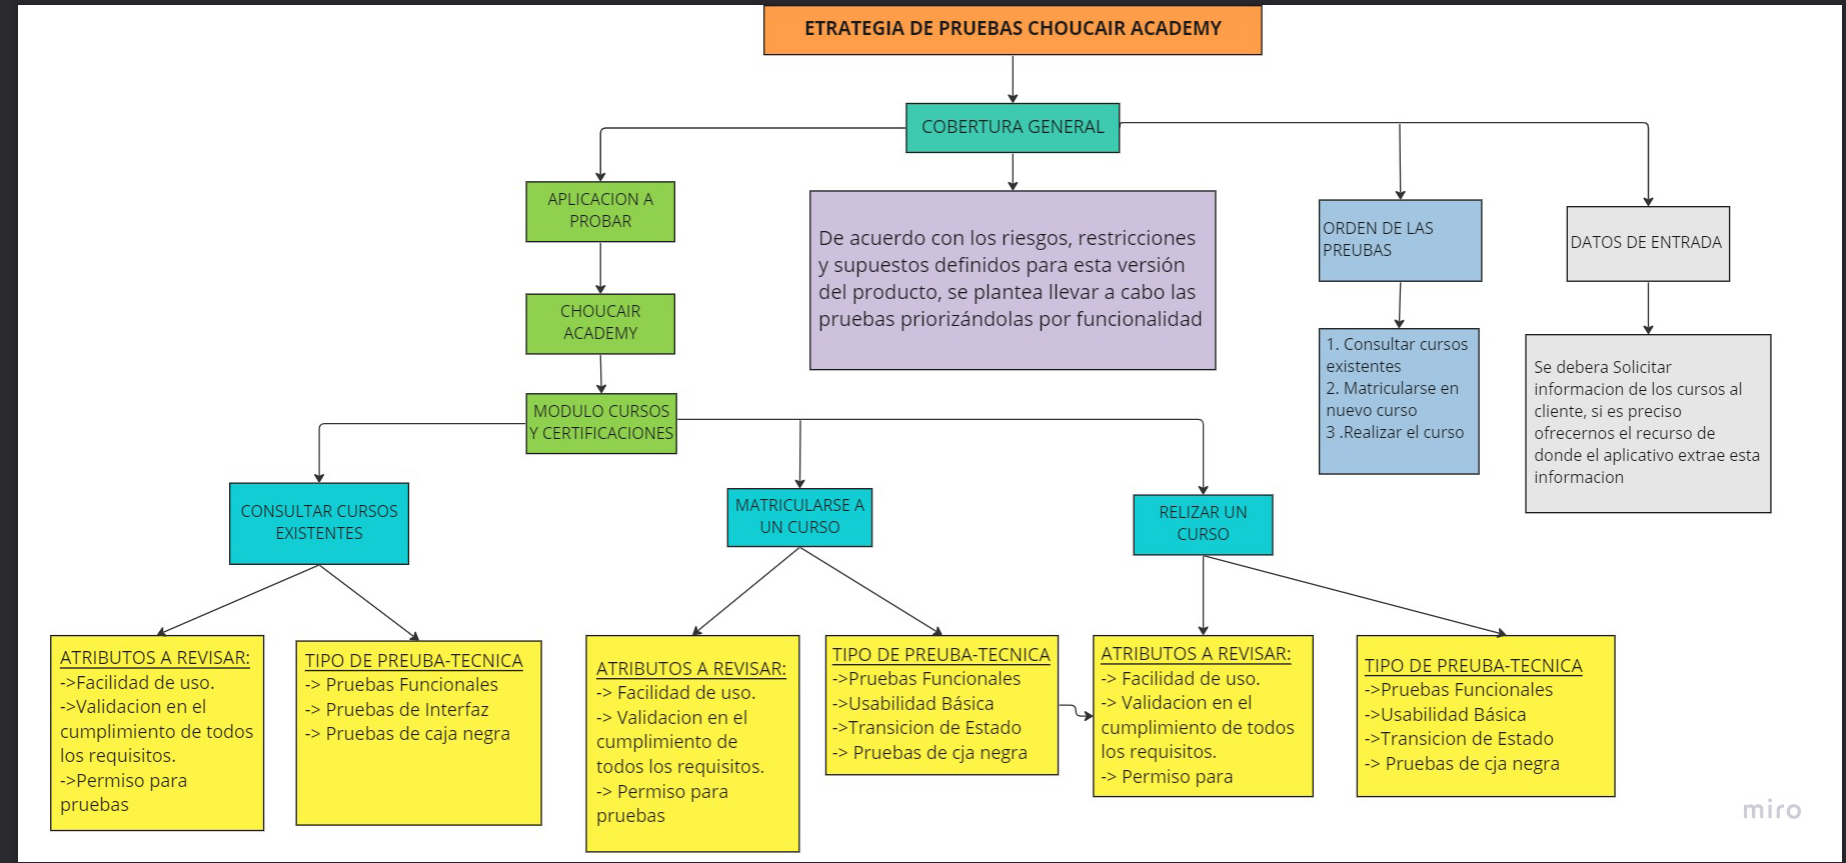 ETRATEGIA DE PRUEBAS CHOUCAIR ACADEMY
COBERTURA GENERAL
APLICACION A
PROBAR
CHOUCAIR
ACADEMY
MODULO CURSOS
Y CERTIFICACIONES
De acuerdo con los riesgos, restricciones
y supuestos definidos para esta versión
del producto, se plantea llevar a cabo las
pruebas priorizándolas por funcionalidad
ORDEN DE LAS
PREUBAS
1. Consultar cursos
existentes
2. Matricularse en
nuevo curso
3 .Realizar el curso
DATOS DE ENTRADA
Se debera Solicitar
informacion de los cursos al
cliente, si es preciso
ofrecernos el recurso de
donde el aplicativo extrae esta
informacion
CONSULTAR CURSOS
EXISTENTES
MATRICULARSE A
UN CURSO
RELIZAR UN
CURSO
ATRIBUTOS A REVISAR:
->Facilidad de uso.
->Validacion en el
cumplimiento de todos
los requisitos.
->Permiso para
pruebas
TIPO DE PREUBA-TECNICA
-> Pruebas Funcionales
-> Pruebas de Interfaz
-> Pruebas de caja negra
ATRIBUTOS A REVISAR:
-> Facilidad de uso.
-> Validacion en el
cumplimiento de
todos los requisitos.
-> Permiso para
pruebas
TIPO DE PREUBA-TECNICA
->Pruebas Funcionales
->Usabilidad Básica
->Transicion de Estado
-> Pruebas de cja negra
ATRIBUTOS A REVISAR:
-> Facilidad de uso.
-> Validacion en el
cumplimiento de todos
los requisitos.
-> Permiso para
TIPO DE PREUBA-TECNICA
->Pruebas Funcionales
->Usabilidad Básica
->Transicion de Estado
-> Pruebas de cja negra
miro